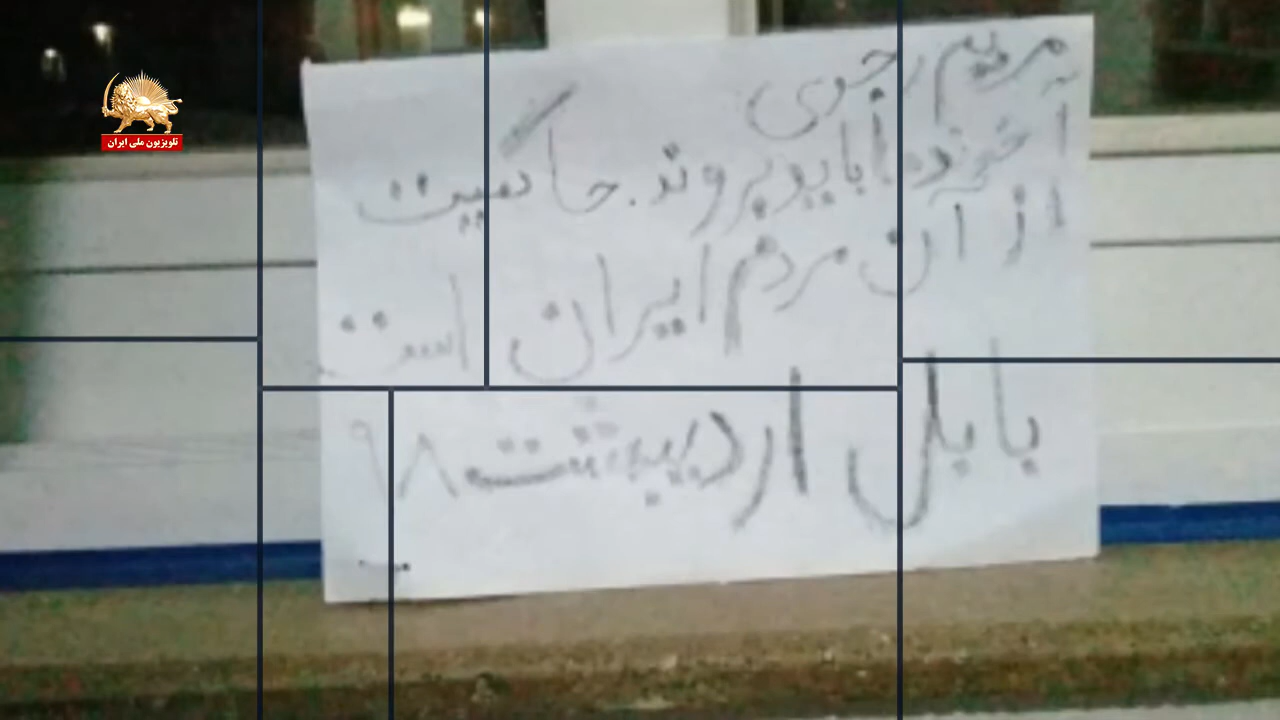 تلویزیون ملی ایران
مریم رجوی
آخوندها باید بروند. حاکمیت
از آن مردم ایران است
بابل اردیبهشت ۹۸